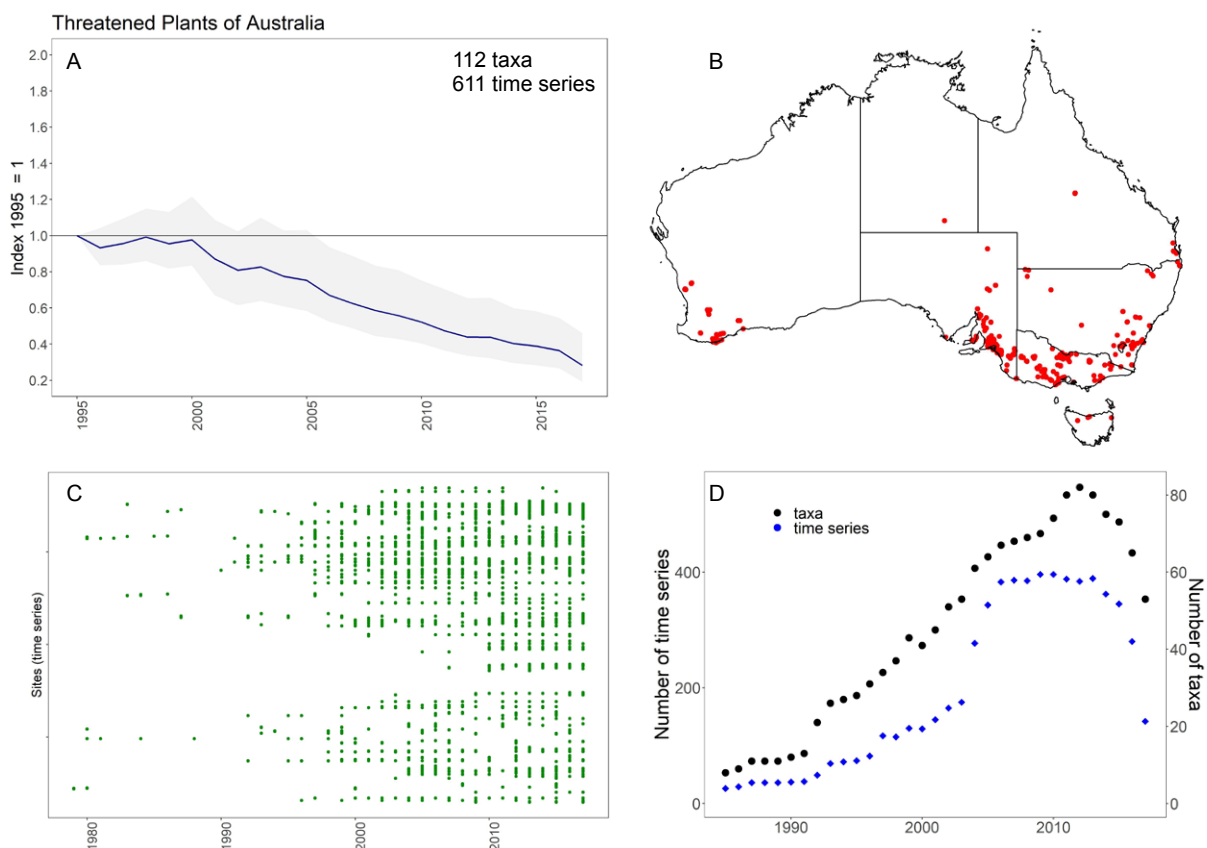 Threatened Plants of Australia
A
112 taxa
611 time series
Index 1995 = 1
2.0
1.8
1.6
1.4
1.2
1.0
0.8
0.6
0.4
0.2
1995
2000
2005
2010
2015
B
C
Sites (time series)
1980
1990
2000
2010
D
taxa
time series
Number of time series
400
200
0
Number of taxa
80
60
40
20
0
1990
2000
2010